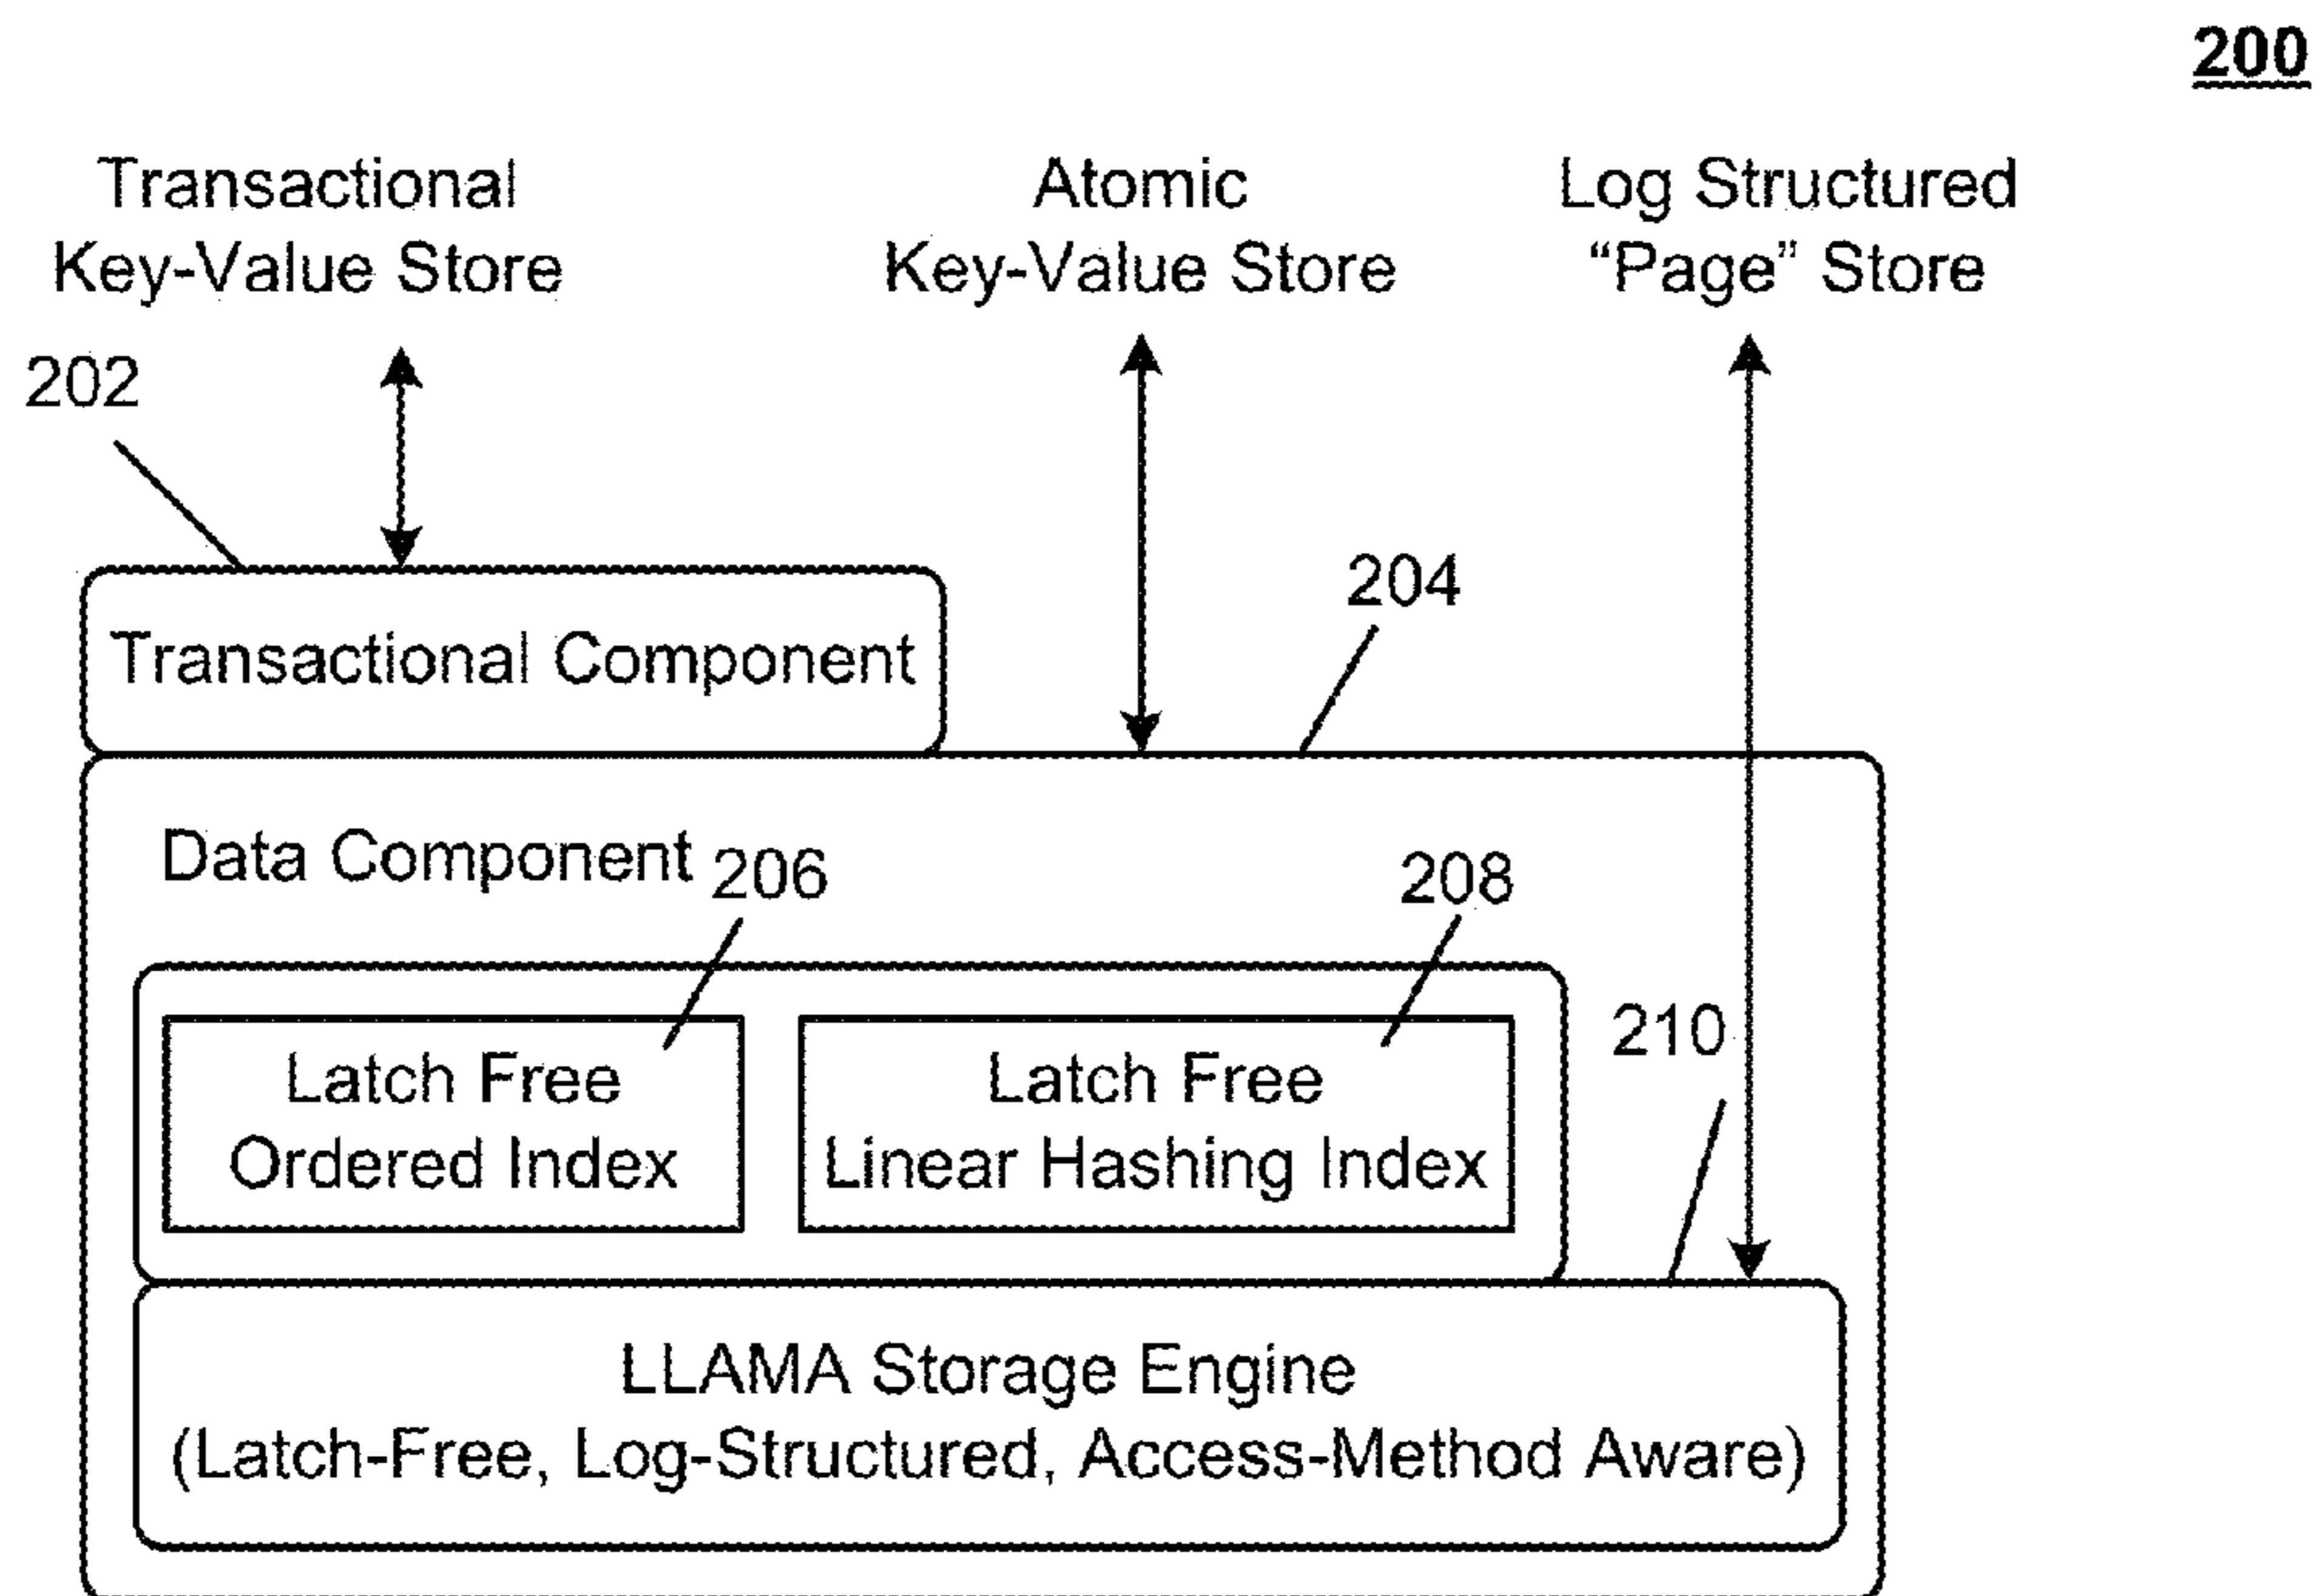 200
Transactional
Key-Value Store
Atomic
Key-Value Store
Log Structured
“Page” Store
202
204
Transactional Component
Data Component
206
208
210
Latch Free
Ordered Index
Latch Free
Linear Hashing Index
LLAMA Storage Engine
(Latch-Free, Log-Structured, Access-Method Aware)